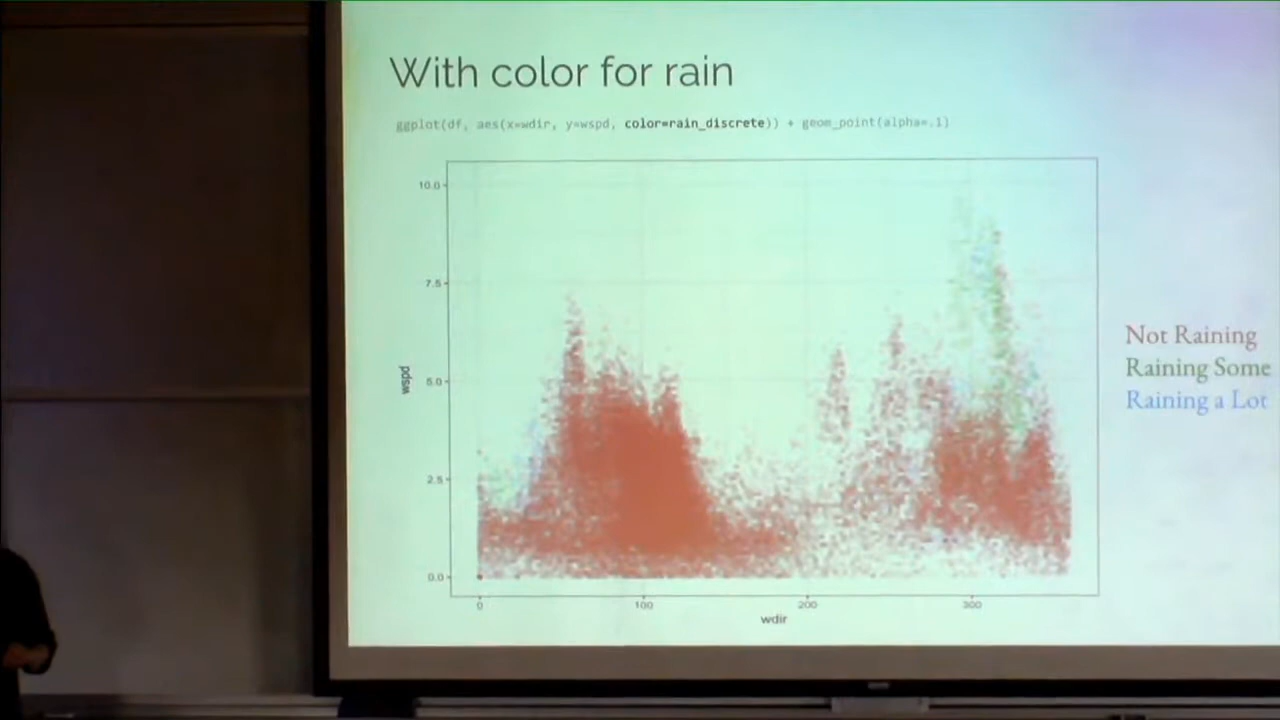 With color for rain
ggplot(df, aes(x=wdir, y=wspd, color=rain_discrete)) + geom_point(alpha=.1)
10.0
7.5
5.0
2.5
0.0
wspd
0 100 200 300
wdir
Not Raining
Raining Some
Raining a Lot